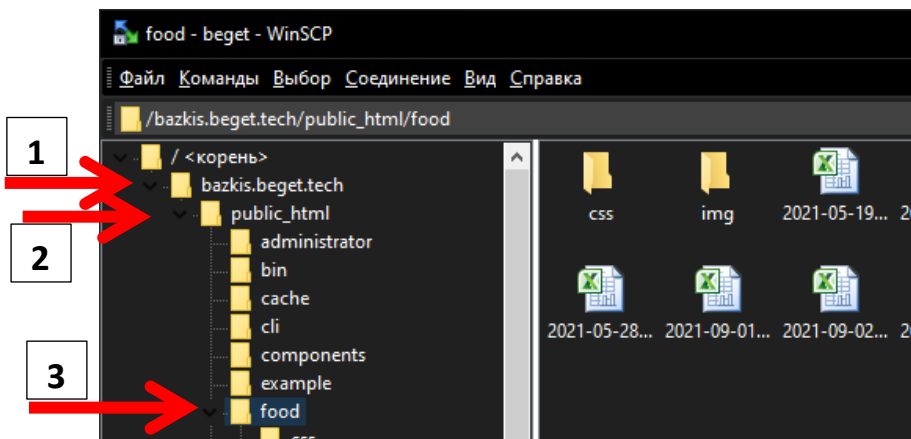 food - beget - WinSCP
Файл Команды Выбор Соединение Вид Справка
/bazkis.beget.tech/public_html/food
1
2
3
/ <корень>
bazkis.beget.tech
public_html
administrator
bin
cache
cli
components
example
food
css img 2021-05-19...
2021-05-28... 2021-09-01... 2021-09-02...